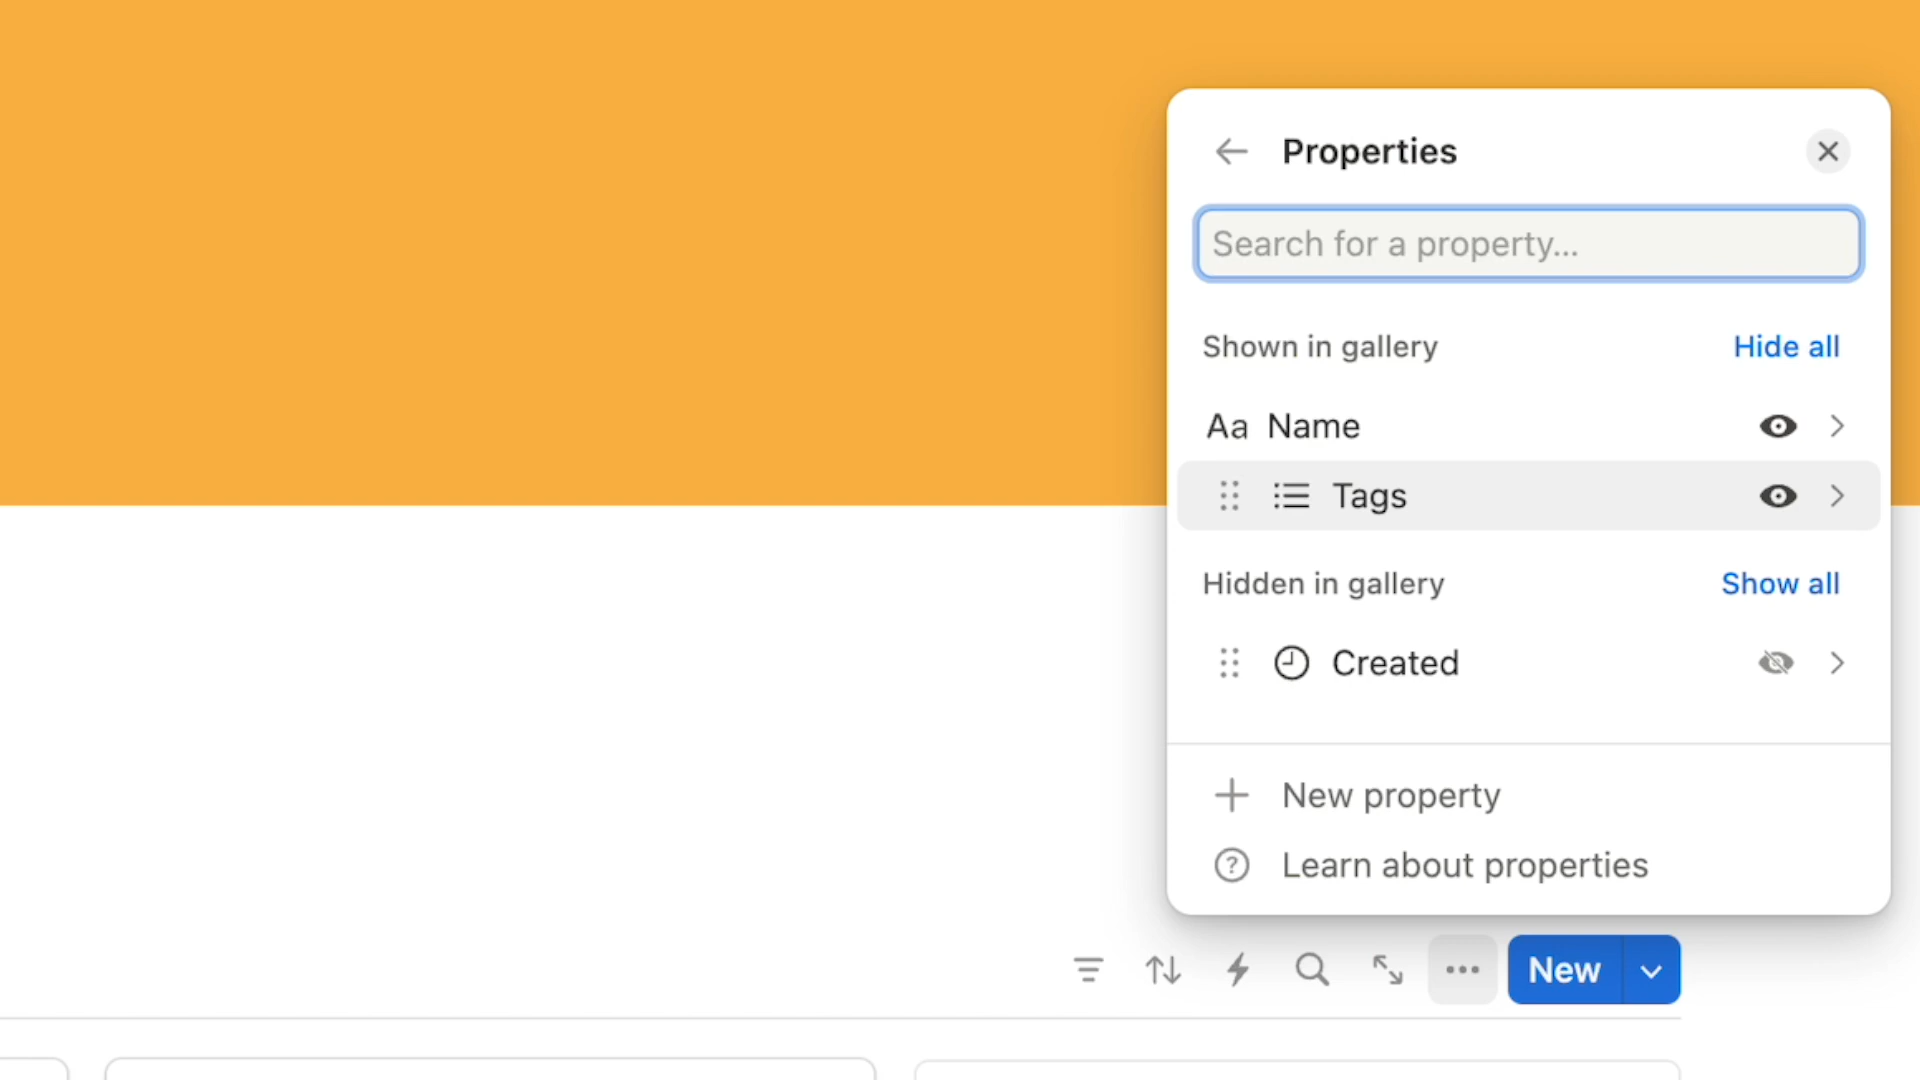 Properties
Search for a property...
Shown in gallery
Hide all
Aa Name
Tags
Hidden in gallery
Show all
Created
New property
Learn about properties
New